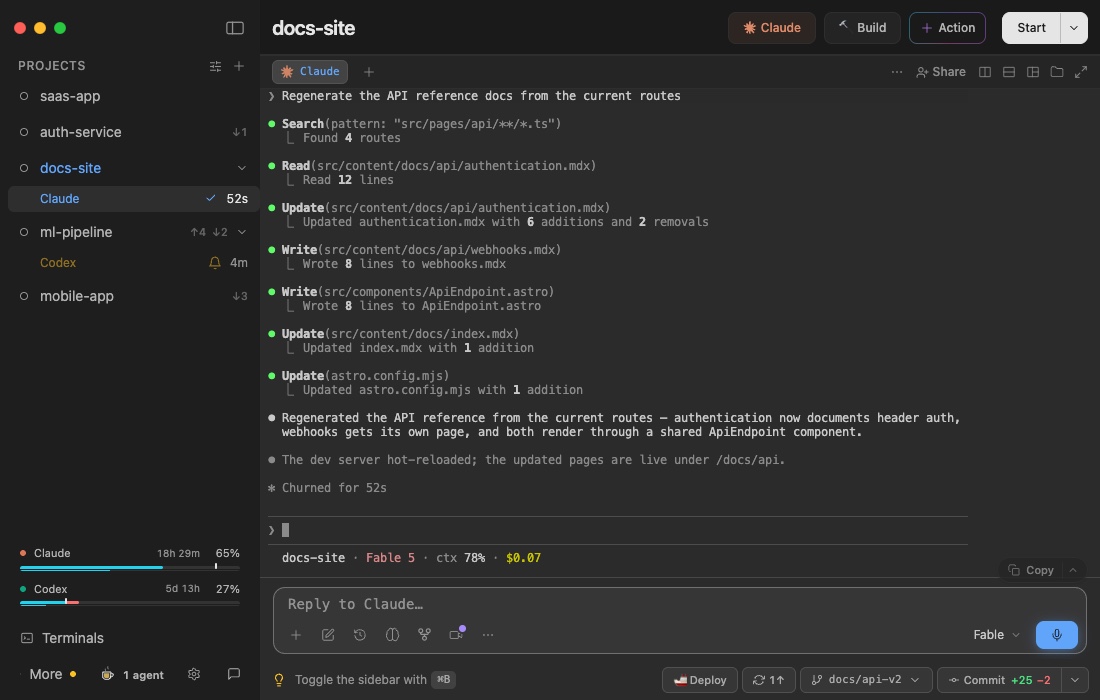 docs-site
Claude
Build
+ Action
Start
PROJECTS
Claude
Share
saas-app
auth-service ↓1
docs-site
Claude ✓ 52s
ml-pipeline ↑4 ↓2
Codex 4m
mobile-app ↓3
❯ Regenerate the API reference docs from the current routes
● Search(pattern: "src/pages/api/**/*.ts")
⎿ Found 4 routes
● Read(src/content/docs/api/authentication.mdx)
⎿ Read 12 lines
● Update(src/content/docs/api/authentication.mdx)
⎿ Updated authentication.mdx with 6 additions and 2 removals
● Write(src/content/docs/api/webhooks.mdx)
⎿ Wrote 8 lines to webhooks.mdx
● Write(src/components/ApiEndpoint.astro)
⎿ Wrote 8 lines to ApiEndpoint.astro
● Update(src/content/docs/index.mdx)
⎿ Updated index.mdx with 1 addition
● Update(astro.config.mjs)
⎿ Updated astro.config.mjs with 1 addition
● Regenerated the API reference from the current routes — authentication now documents header auth,
webhooks gets its own page, and both render through a shared ApiEndpoint component.
● The dev server hot-reloaded; the updated pages are live under /docs/api.
✻ Churned for 52s
❯
docs-site · Fable 5 · ctx 78% · $0.07
Copy
Claude 18h 29m 65%
Codex 5d 13h 27%
Terminals
More
1 agent
Reply to Claude…
Fable
Toggle the sidebar with ⌘B
Deploy
1↑
docs/api-v2
Commit +25 −2